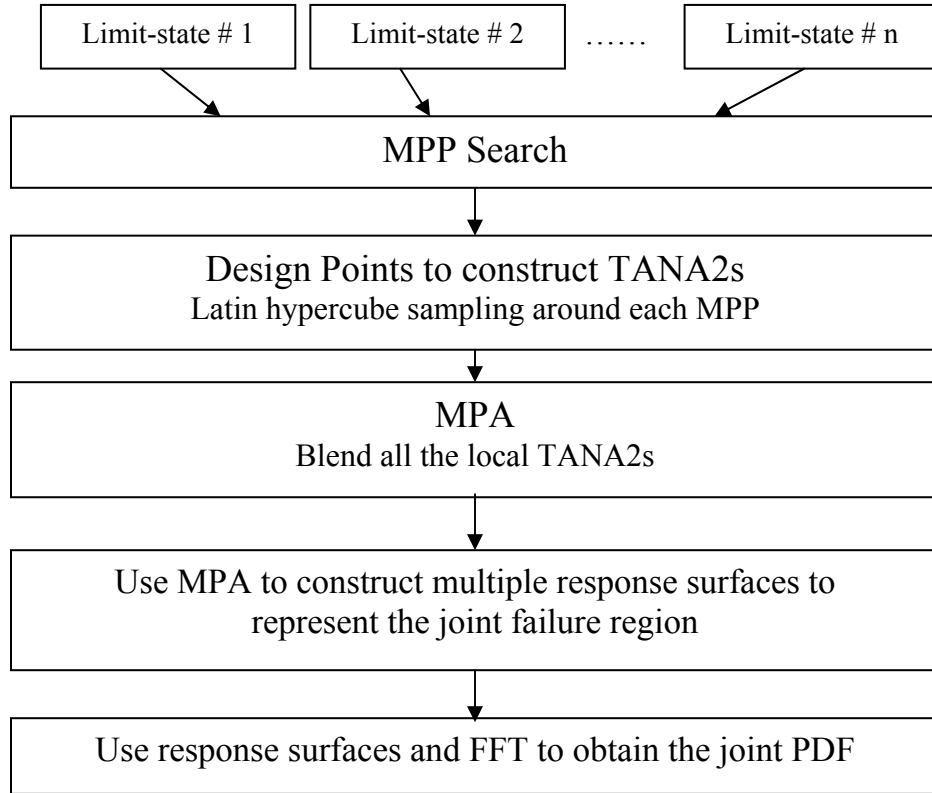 Limit-state # 1
Limit-state # 2
……
Limit-state # n
MPP Search
Design Points to construct TANA2s
Latin hypercube sampling around each MPP
MPA
Blend all the local TANA2s
Use MPA to construct multiple response surfaces to
represent the joint failure region
Use response surfaces and FFT to obtain the joint PDF